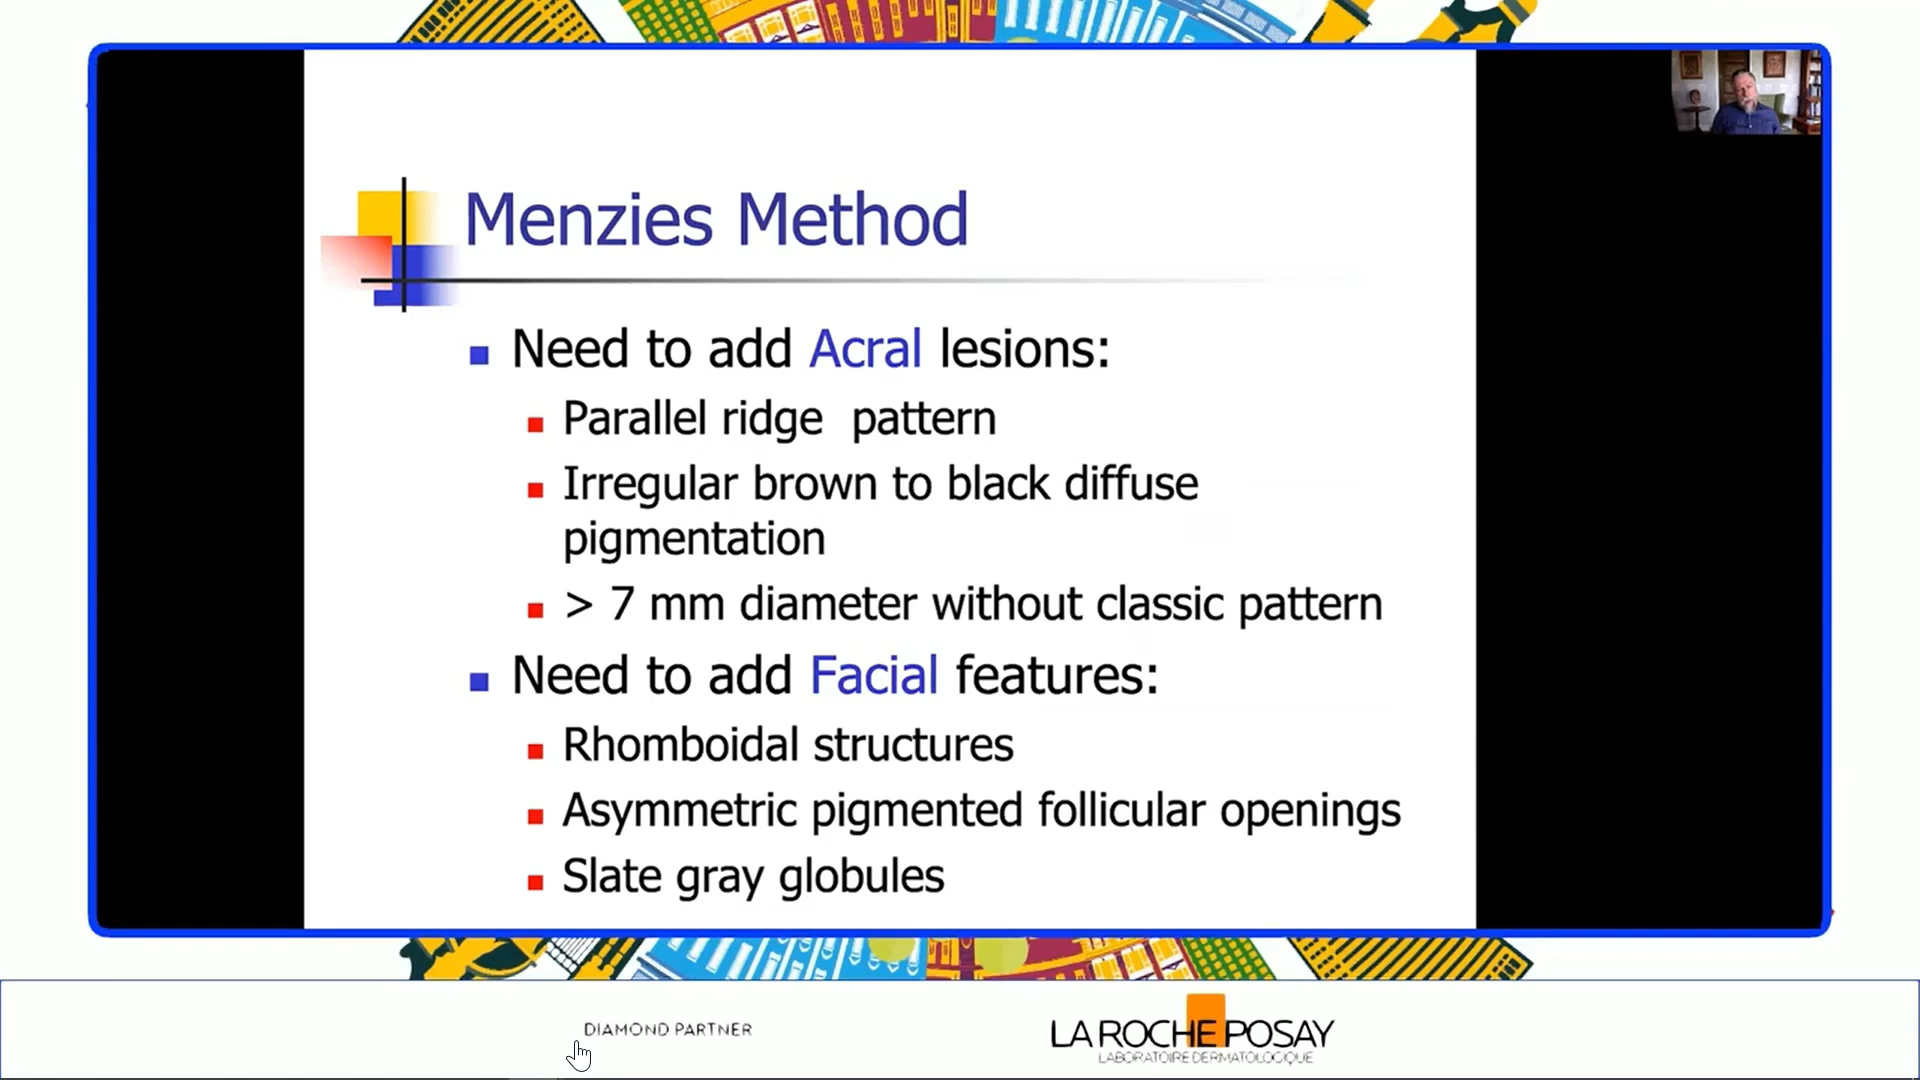 Menzies Method
Need to add Acral lesions:
Parallel ridge pattern
Irregular brown to black diffuse
pigmentation
> 7 mm diameter without classic pattern
Need to add Facial features:
Rhomboidal structures
Asymmetric pigmented follicular openings
Slate gray globules
DIAMOND PARTNER
LA ROCHE POSAY
LABORATOIRE DERMATOLOGIQUE